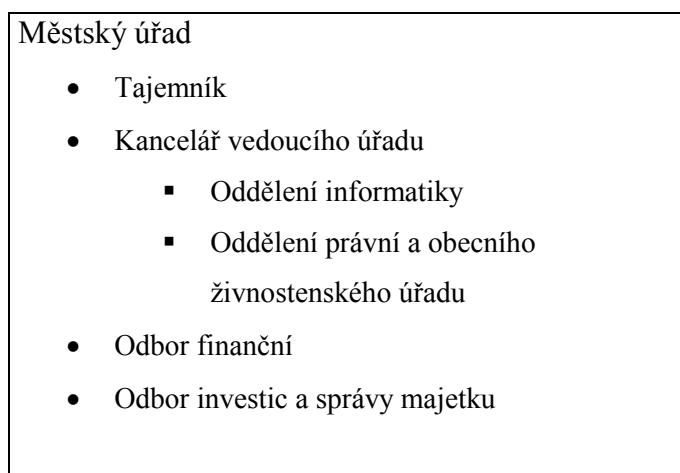 Městský úřad
• Tajemník
• Kancelář vedoucího úřadu
▪ Oddělení informatiky
▪ Oddělení právní a obecního
živnostenského úřadu
• Odbor finanční
• Odbor investic a správy majetku